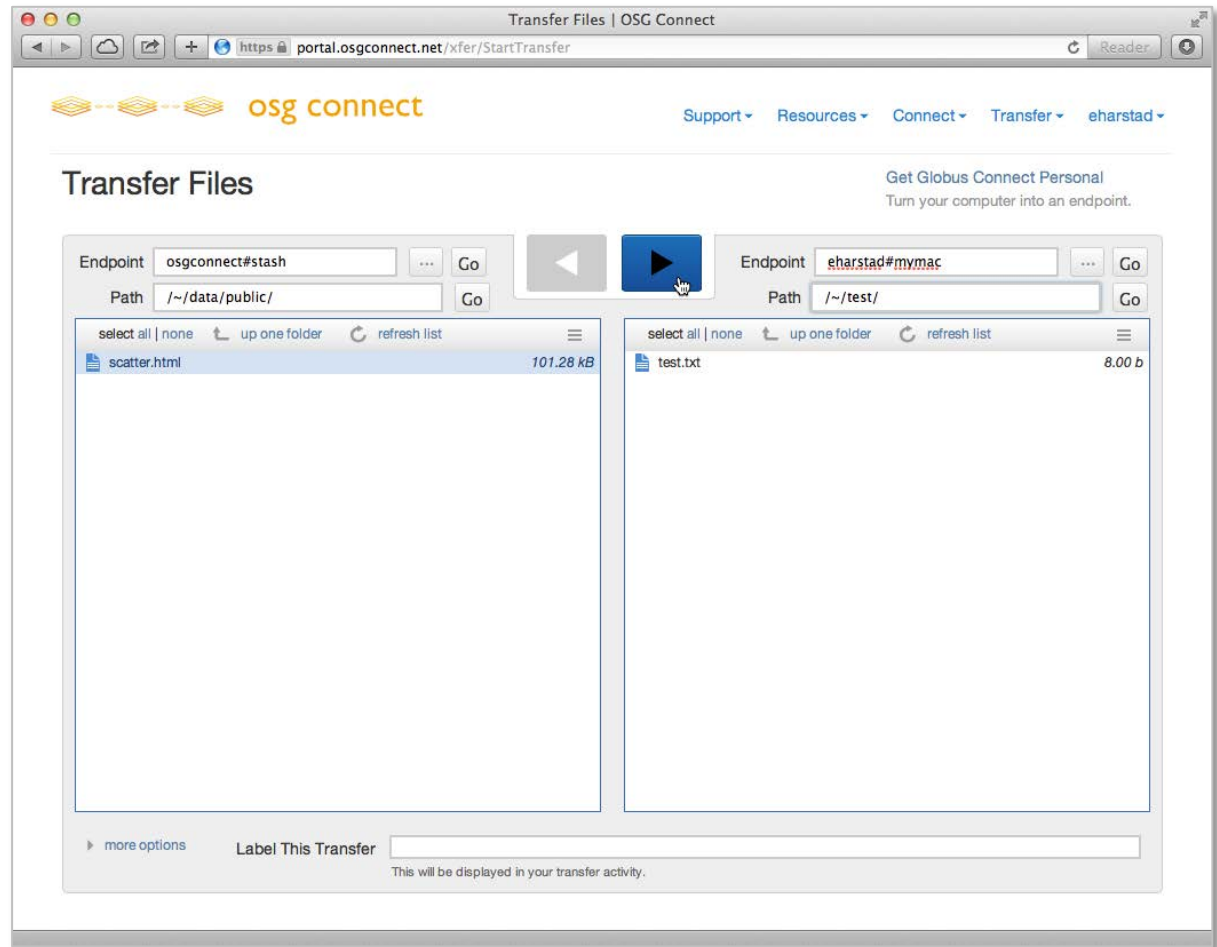 Transfer Files | OSG Connect
https portal.osgconnect.net/xfer/StartTransfer
Reader
osg connect
Support Resources Connect Transfer eharstad
Transfer Files
Get Globus Connect Personal
Turn your computer into an endpoint.
Endpoint osgconnect#stash ... Go
Path /~/data/public/ Go
Endpoint eharstad#mymac ... Go
Path /~/test/ Go
select all | none up one folder refresh list
scatter.html 101.28 kB
select all | none up one folder refresh list
test.txt 8.00 b
more options Label This Transfer
This will be displayed in your transfer activity.